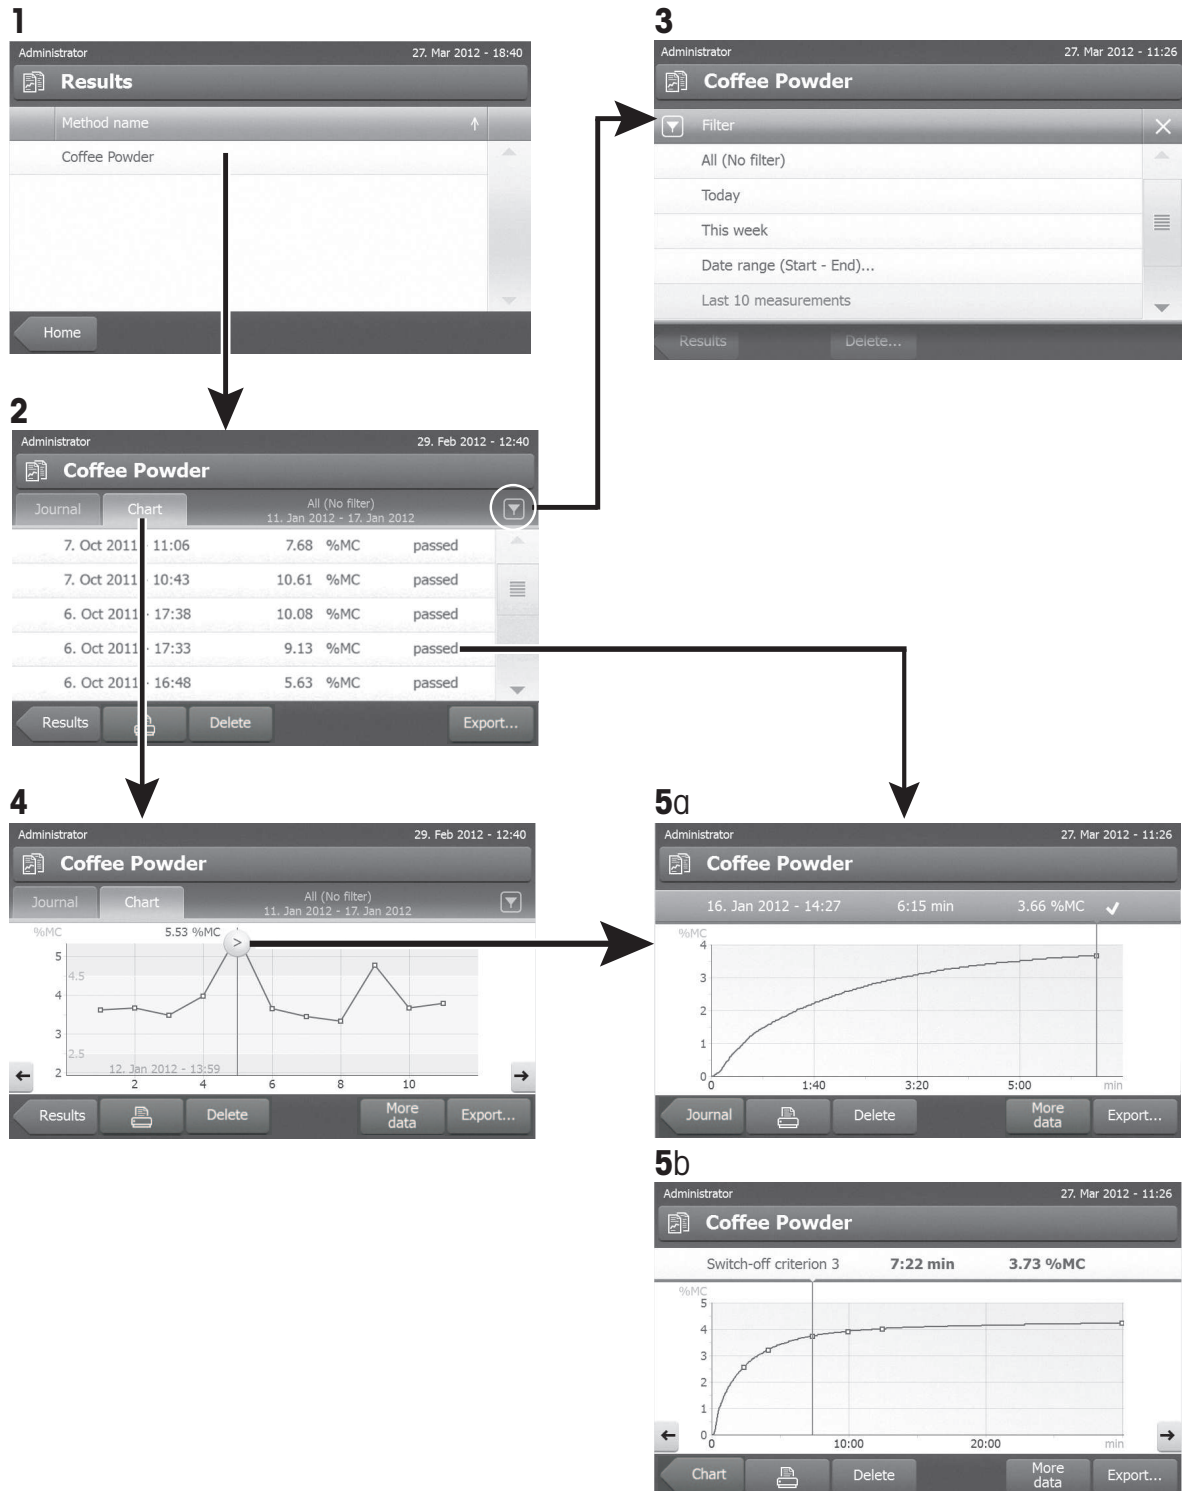 1
Administrator 27. Mar 2012 - 18:40
Results
Method name
Coffee Powder
Home
2
Administrator 29. Feb 2012 - 12:40
Coffee Powder
Journal Chart All (No filter)
11. Jan 2012 - 17. Jan 2012
7. Oct 2011 - 11:06 7.68 %MC passed
7. Oct 2011 - 10:43 10.61 %MC passed
6. Oct 2011 - 17:38 10.08 %MC passed
6. Oct 2011 - 17:33 9.13 %MC passed
6. Oct 2011 - 16:48 5.63 %MC passed
Results Delete Export...
3
Administrator 27. Mar 2012 - 11:26
Coffee Powder
Filter
All (No filter)
Today
This week
Date range (Start - End)...
Last 10 measurements
Results Delete...
4
Administrator 29. Feb 2012 - 12:40
Coffee Powder
Journal Chart All (No filter)
11. Jan 2012 - 17. Jan 2012
%MC 5.53 %MC >
5
4.5
4
3
2.5
2
12. Jan 2012 - 13:59
2 4 6 8 10
Results Delete More data Export...
5a
Administrator 27. Mar 2012 - 11:26
Coffee Powder
16. Jan 2012 - 14:27 6:15 min 3.66 %MC
%MC
4
3
2
1
0
0 1:40 3:20 5:00 min
Journal Delete More data Export...
5b
Administrator 27. Mar 2012 - 11:26
Coffee Powder
Switch-off criterion 3 7:22 min 3.73 %MC
%MC
5
4
3
2
1
0
0 10:00 20:00 min
Chart Delete More data Export...